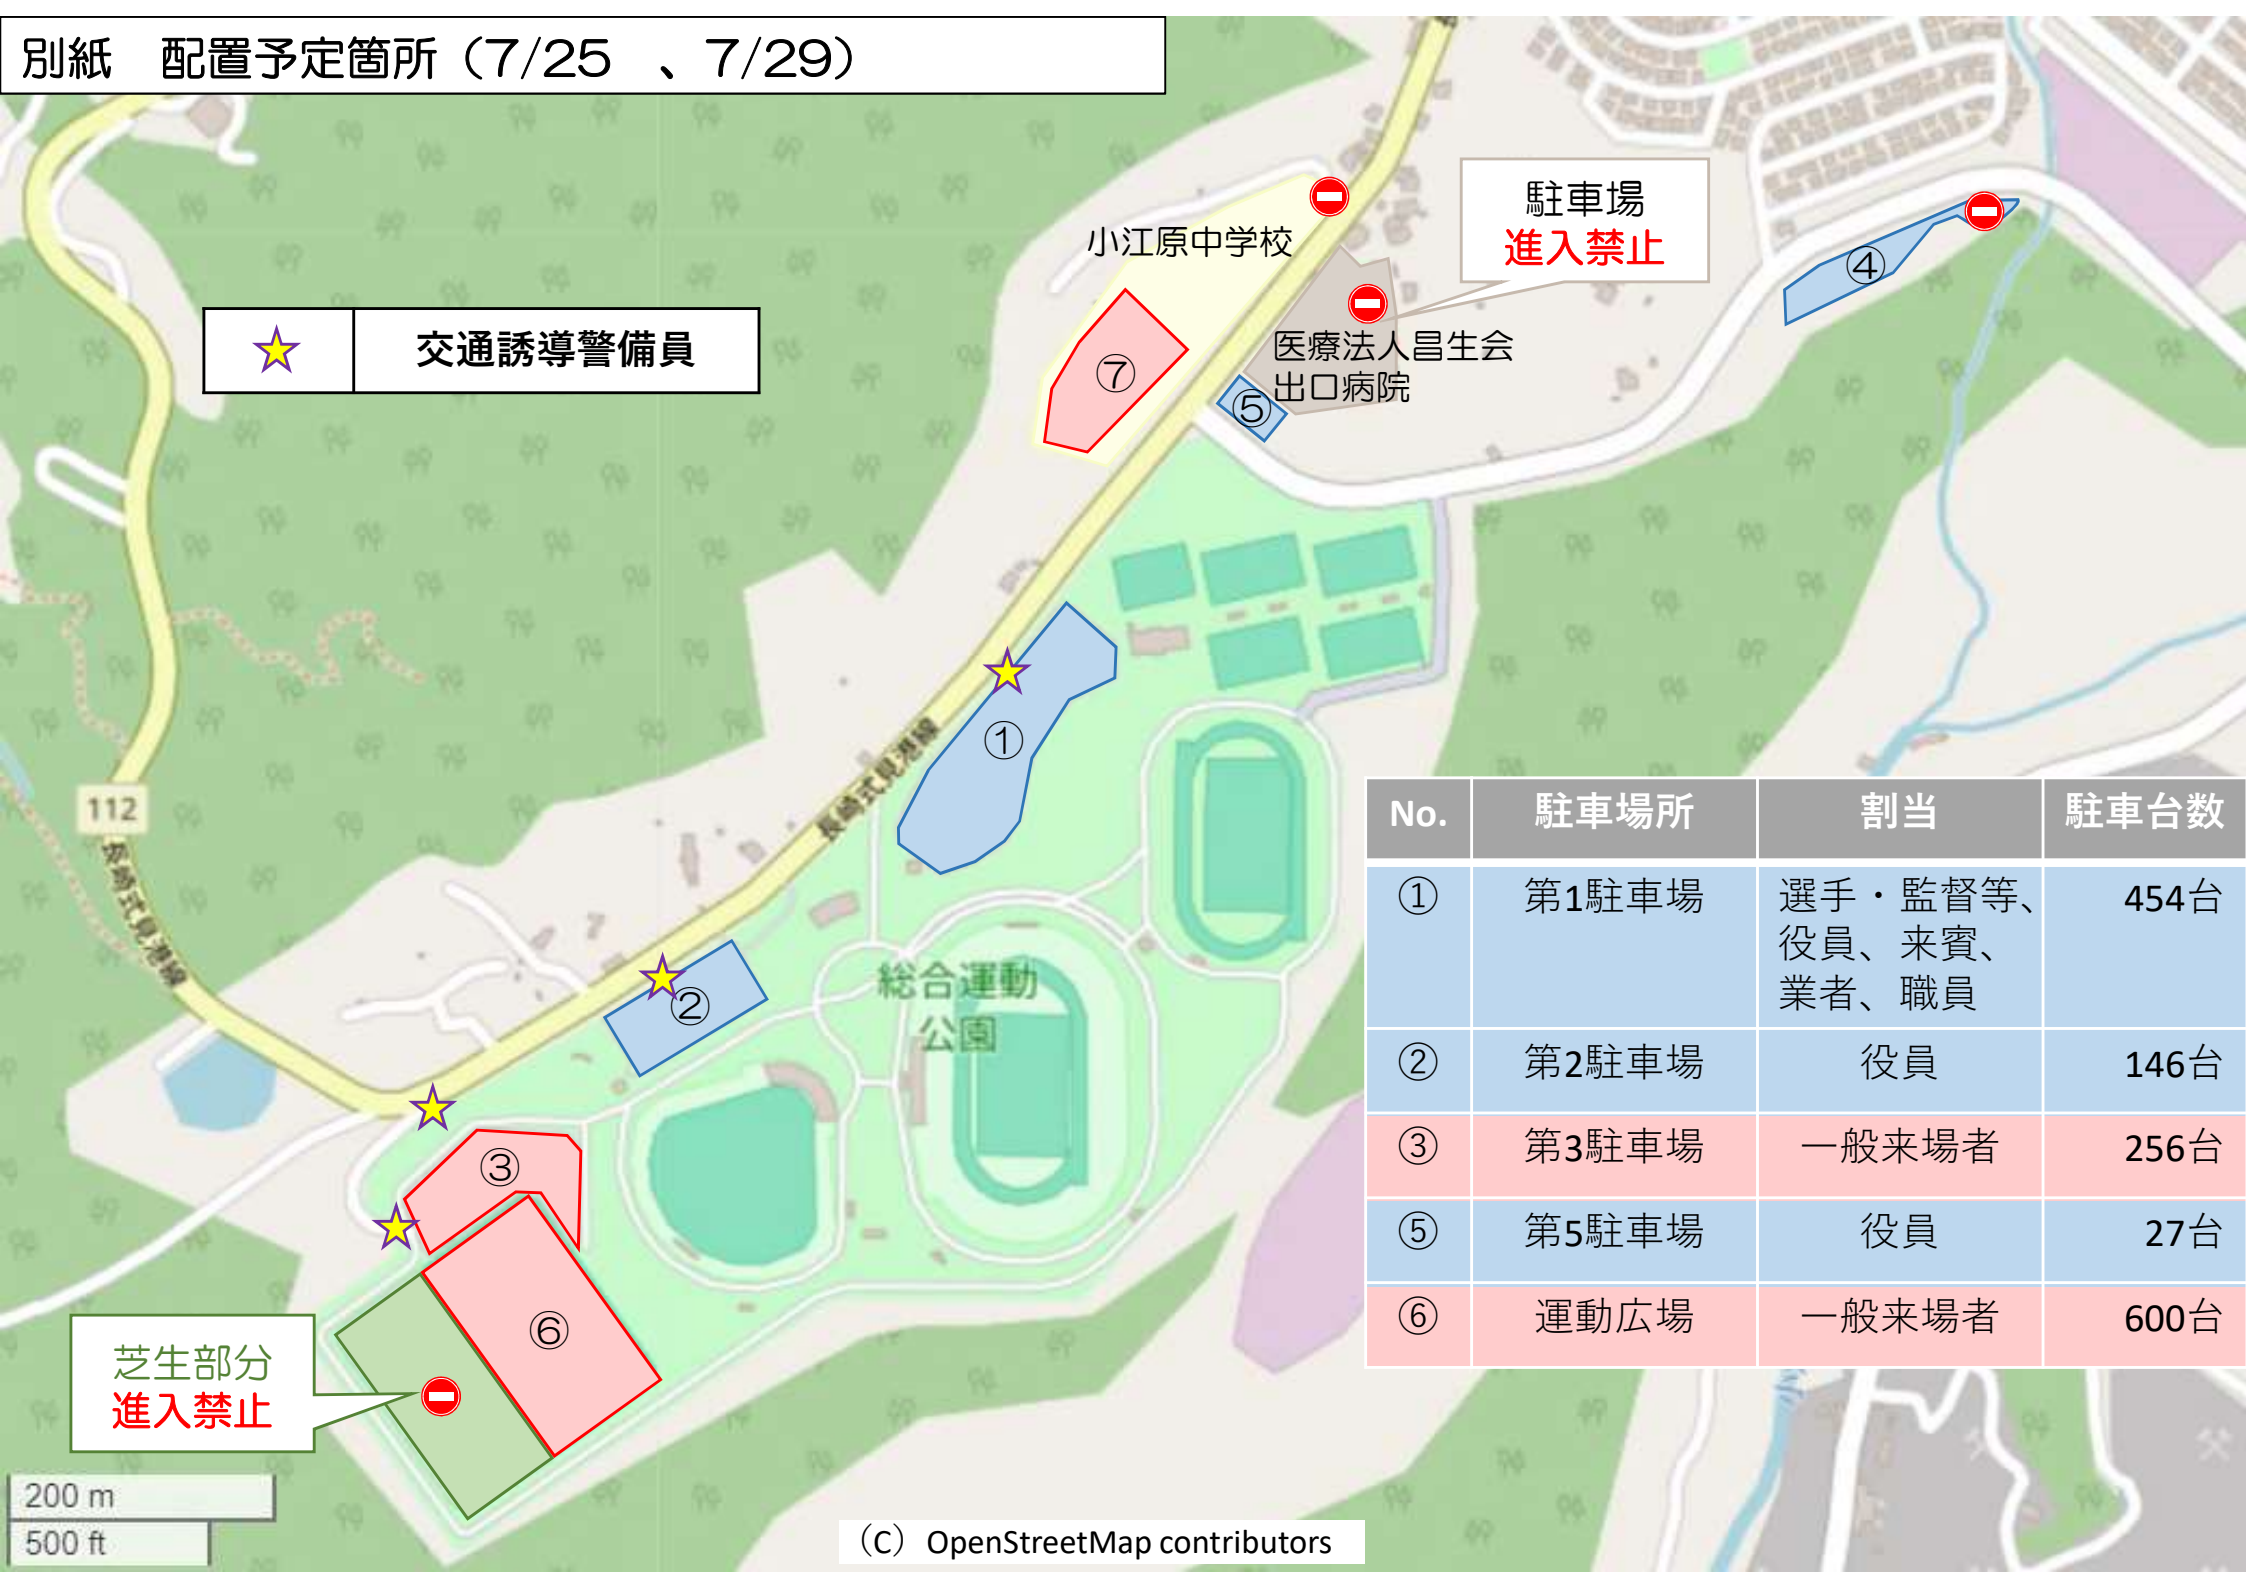 別紙　配置予定箇所（7/25　、7/29）
小江原中学校
駐車場
進入禁止
④
交通誘導警備員
医療法人昌生会
出口病院
⑦
⑤
①
長崎式見港線
112
長崎式見港線
②
総合運動
公園
③
⑥
芝生部分
進入禁止
No.　駐車場所　割当　駐車台数
①　第1駐車場　選手・監督等、　454台
役員、来賓、
業者、職員
②　第2駐車場　役員　146台
③　第3駐車場　一般来場者　256台
⑤　第5駐車場　役員　27台
⑥　運動広場　一般来場者　600台
200 m
500 ft
（C）OpenStreetMap contributors